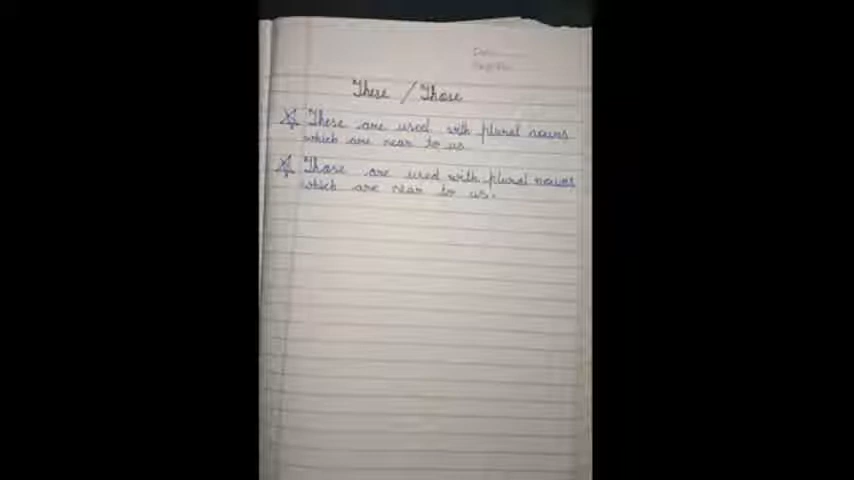 Date
These / Those
These are used with plural nouns
which are near to us
Those are used with plural nouns
which are near to us.